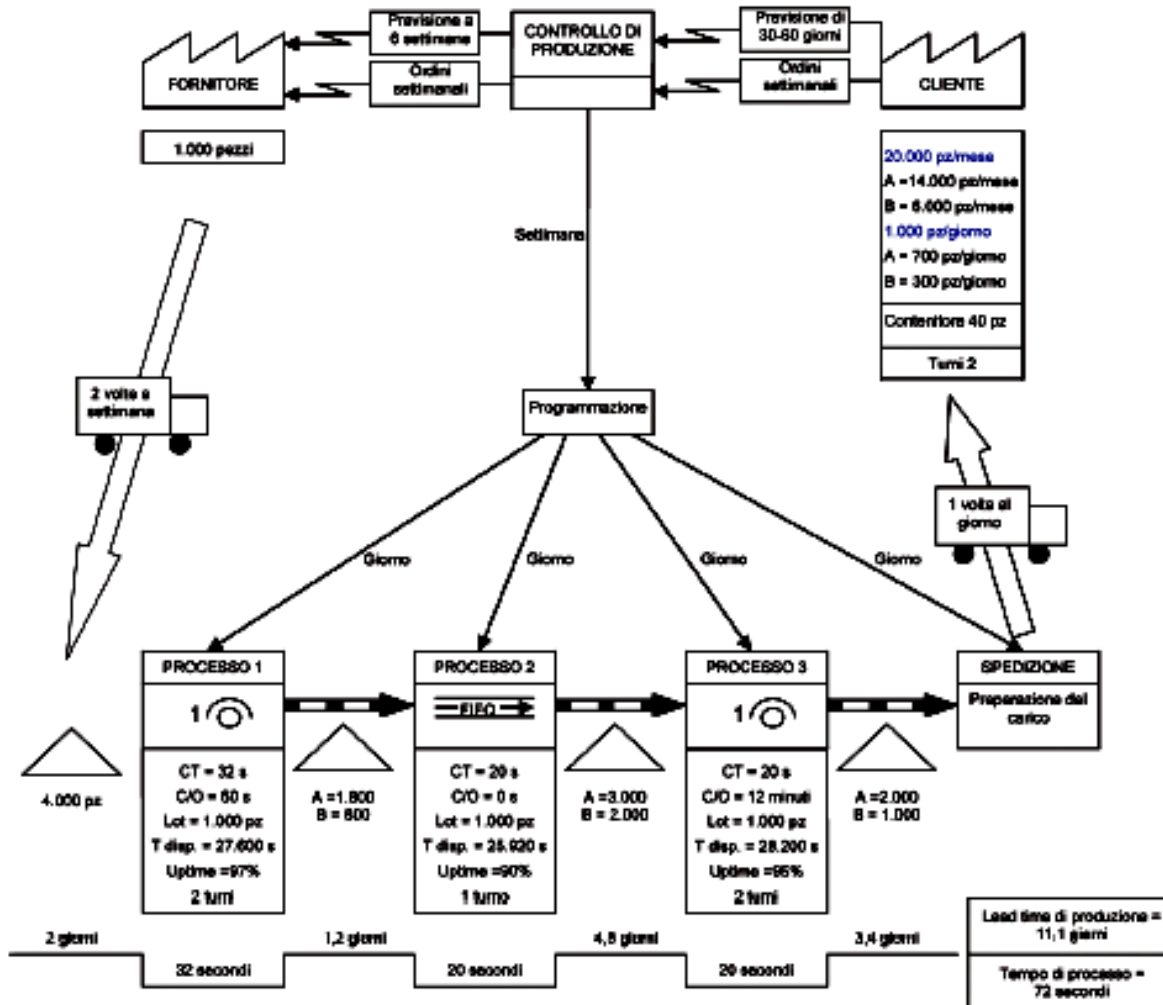 Previsione a
6 settimane
CONTROLLO DI
PRODUZIONE
Previsione di
30-60 giorni
FORNITORE
Ordini
settimanali
Ordini
settimanali
CLIENTE
1.000 pezzi
20.000 pz/mese
A =14.000 pz/mese
B = 6.000 pz/mese
1.000 pz/giorno
A = 700 pz/giorno
B = 300 pz/giorno
Contenitore 40 pz
Turni 2
Settimana
2 volte a
settimana
Programmazione
1 volte al
giorno
Giorno
Giorno
Giorno
Giorno
PROCESSO 1
PROCESSO 2
PROCESSO 3
SPEDIZIONE
1
FIFO
1
Preparazione del
carico
4.000 pz
CT = 32 s
C/O = 60 s
Lot = 1.000 pz
T disp. = 27.600 s
Uptime =97%
2 turni
A =1.800
B = 600
CT = 20 s
C/O = 0 s
Lot = 1.000 pz
T disp. = 25.920 s
Uptime =90%
1 turno
A =3.000
B = 2.000
CT = 20 s
C/O = 12 minuti
Lot = 1.000 pz
T disp. = 28.200 s
Uptime =95%
2 turni
A =2.000
B = 1.000
2 giorni
1,2 giorni
3,4 giorni
32 secondi
20 secondi
20 secondi
Lead time di produzione =
11,1 giorni
Tempo di processo =
72 secondi